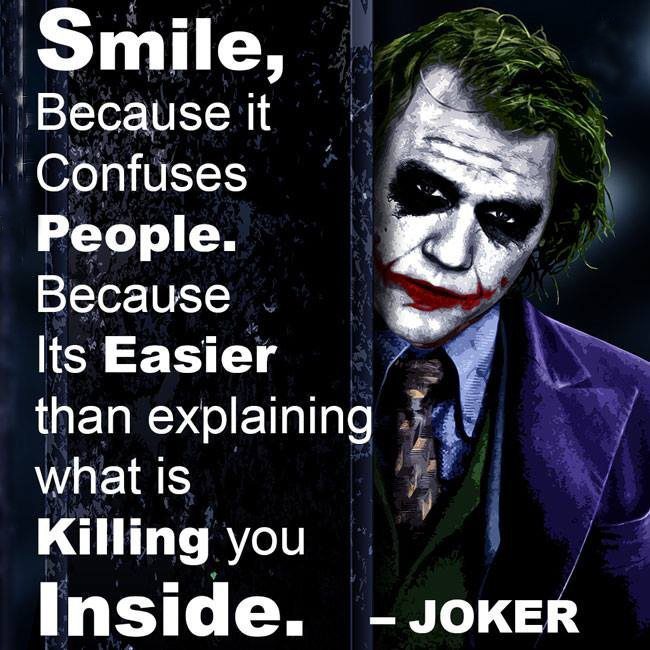 Smile,
Because it
Confuses
People.
Because
Its Easier
than explaining
what is
Killing you
Inside.
– JOKER